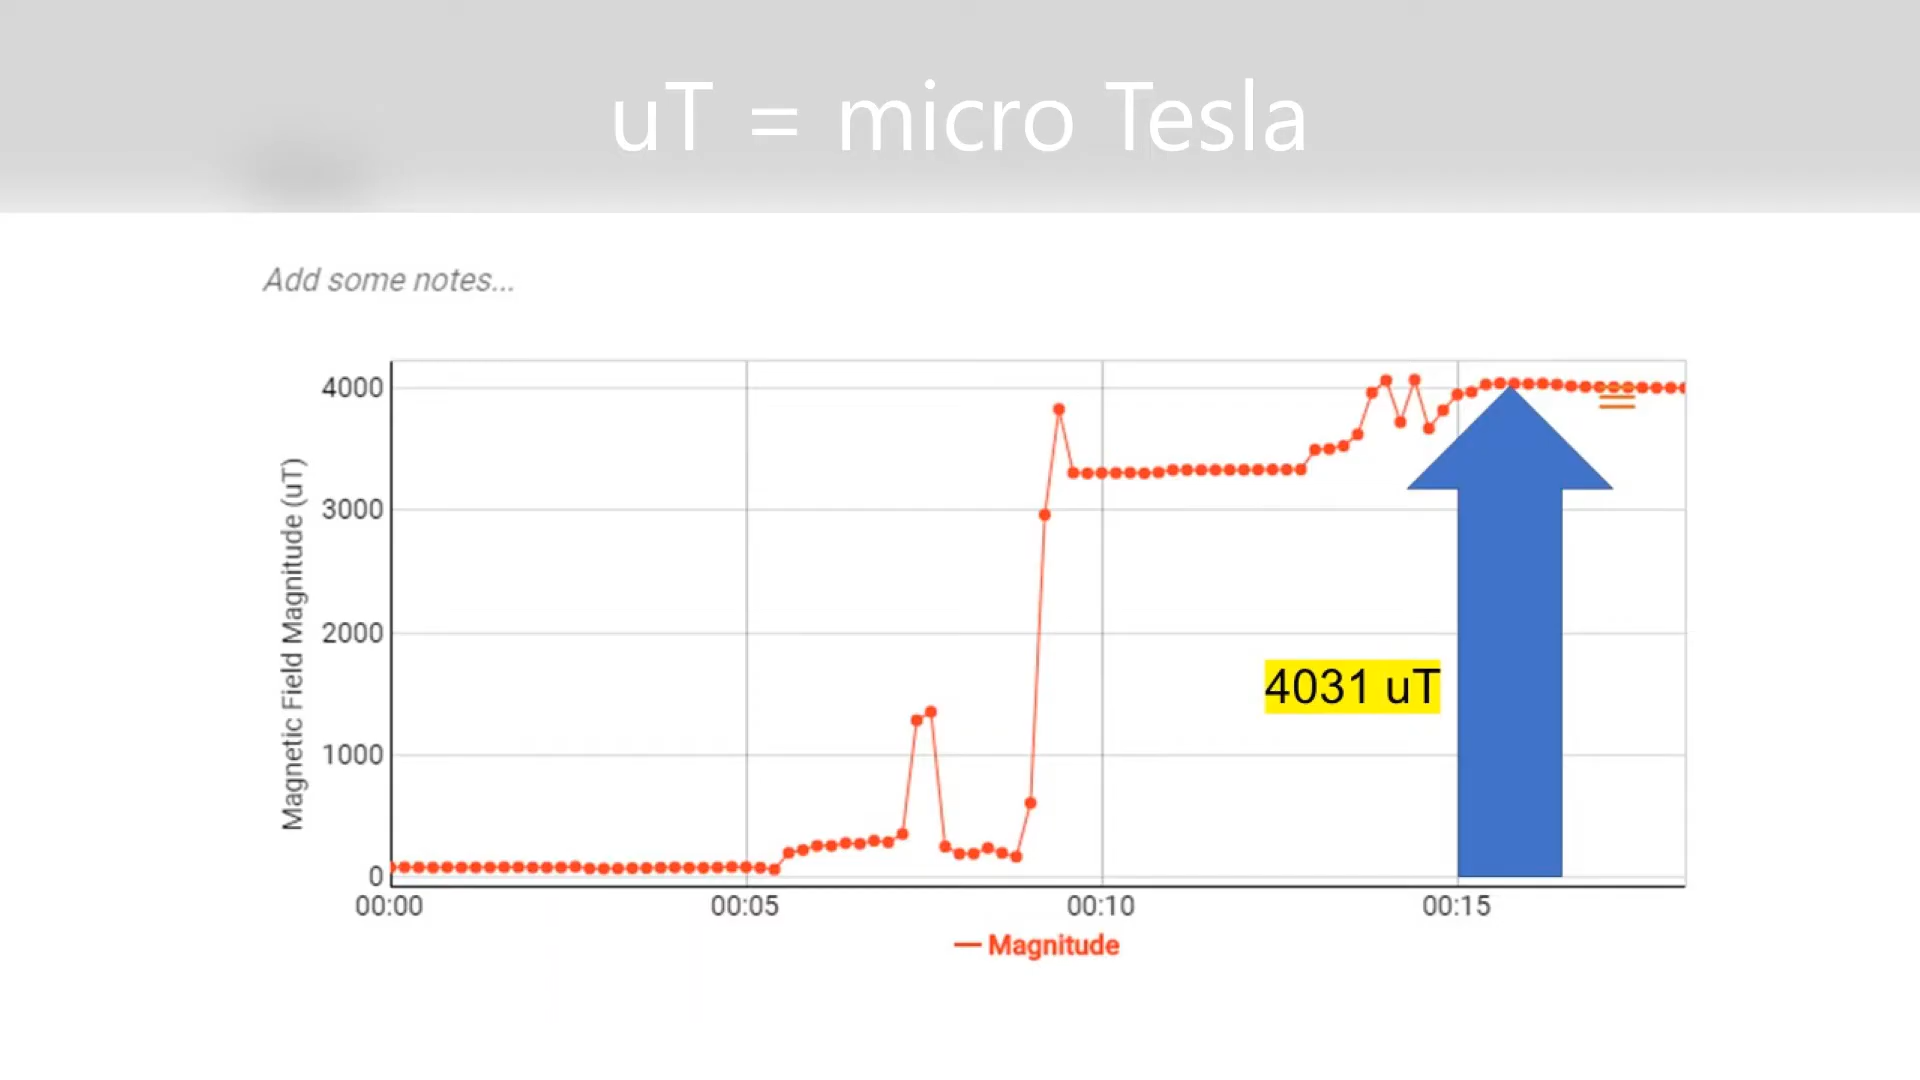 uT = micro Tesla
Add some notes...
Magnetic Field Magnitude (uT)
4000
3000
2000
1000
0
4031 uT
00:00
00:05
00:10
00:15
Magnitude